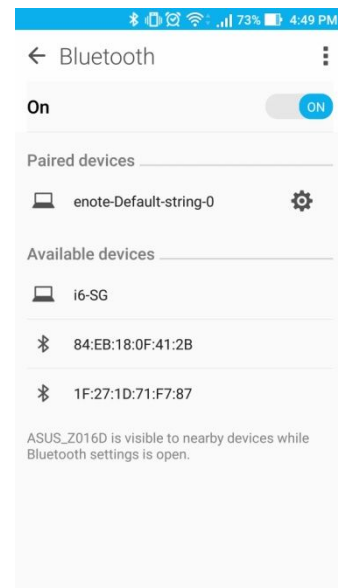 73% 4:49 PM
Bluetooth
On
ON
Paired devices
enote-Default-string-0
Available devices
i6-SG
84:EB:18:0F:41:2B
1F:27:1D:71:F7:87
ASUS_Z016D is visible to nearby devices while
Bluetooth settings is open.